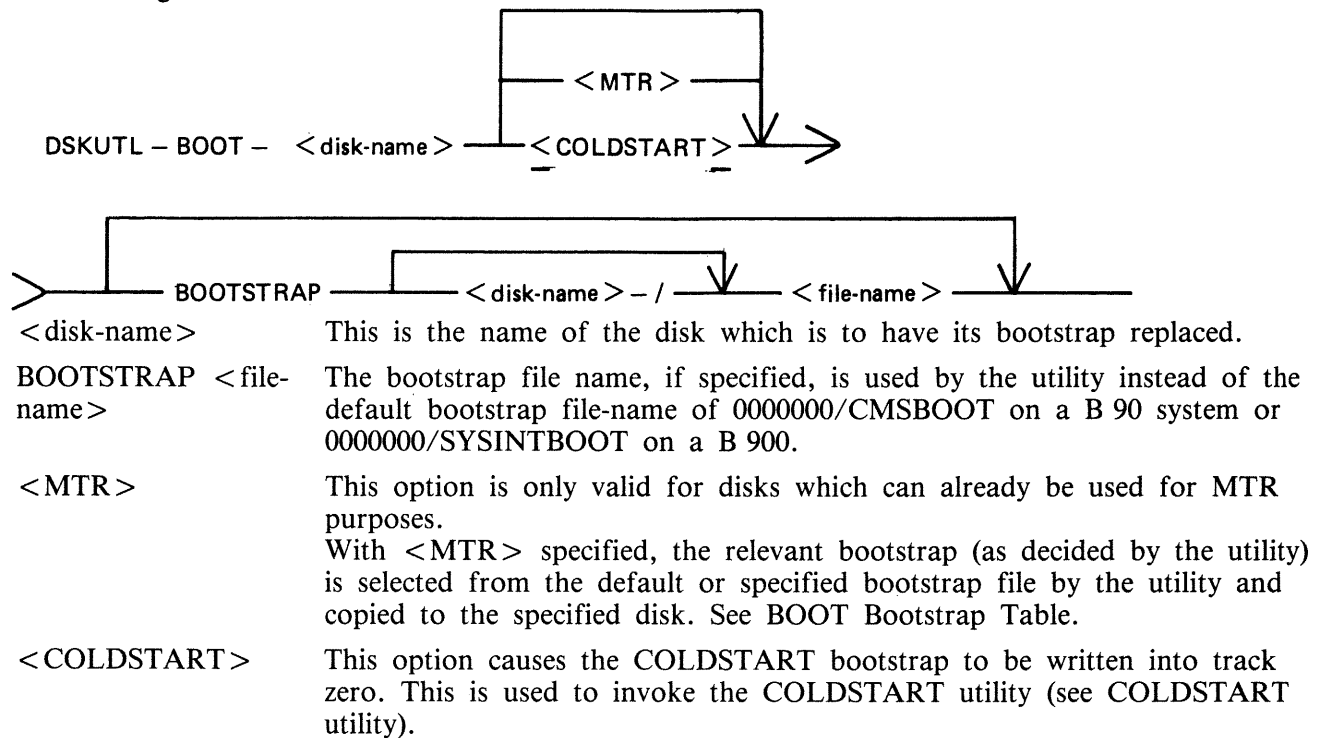 <MTR>
DSKUTL – BOOT – <disk-name> <COLDSTART>
BOOTSTRAP <disk-name> – / <file-name>
<disk-name> This is the name of the disk which is to have its bootstrap replaced.
BOOTSTRAP <file- The bootstrap file name, if specified, is used by the utility instead of the
name> default bootstrap file-name of 0000000/CMSBOOT on a B 90 system or
0000000/SYSINTBOOT on a B 900.
<MTR> This option is only valid for disks which can already be used for MTR
purposes.
With <MTR> specified, the relevant bootstrap (as decided by the utility)
is selected from the default or specified bootstrap file by the utility and
copied to the specified disk. See BOOT Bootstrap Table.
<COLDSTART> This option causes the COLDSTART bootstrap to be written into track
zero. This is used to invoke the COLDSTART utility (see COLDSTART
utility).